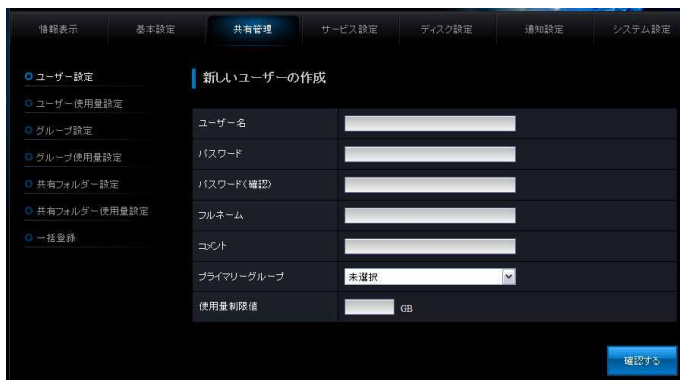 情報表示
基本設定
共有管理
サービス設定
ディスク設定
通知設定
システム設定
ユーザー設定
ユーザー使用量設定
グループ設定
グループ使用量設定
共有フォルダー設定
共有フォルダー使用量設定
一括登録
新しいユーザーの作成
ユーザー名
パスワード
パスワード(確認)
フルネーム
コメント
プライマリーグループ 未選択
使用量制限値 GB
確認する